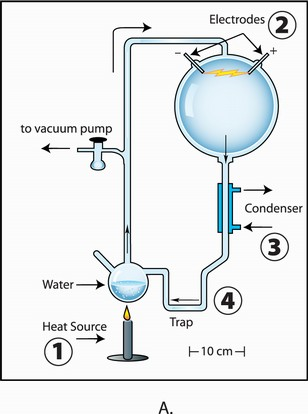 Electrodes 2
– +
to vacuum pump
Condenser
3
Water
4
Heat Source
Trap
1
10 cm
A.